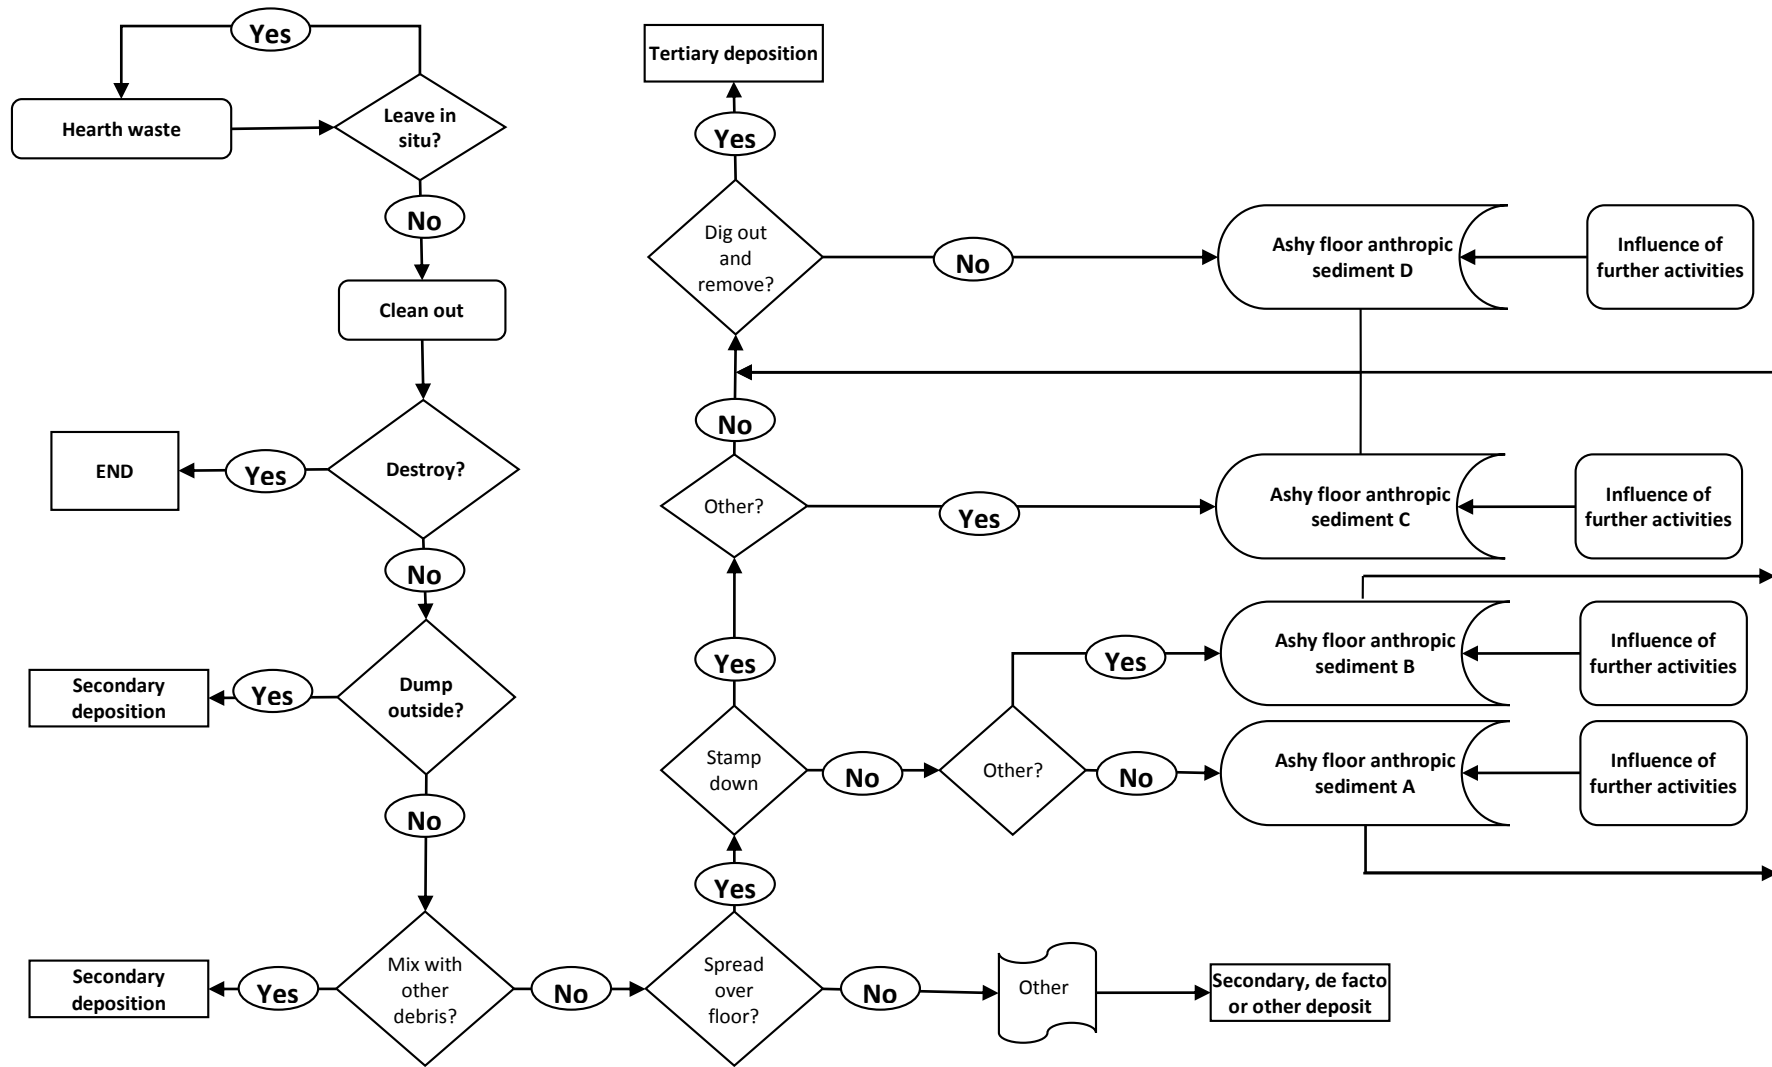 Yes
Hearth waste
Leave in
situ?
No
Clean out
Destroy?
Yes
END
No
Dump
outside?
Yes
Secondary
deposition
No
Mix with
other
debris?
Yes
Secondary
deposition
No
Spread
over
floor?
No
Other
Secondary, de facto
or other deposit
Yes
Stamp
down
No
Other?
No
Ashy floor anthropic
sediment A
Influence of
further activities
Yes
Ashy floor anthropic
sediment B
Influence of
further activities
Yes
Other?
Yes
Ashy floor anthropic
sediment C
Influence of
further activities
No
Dig out
and
remove?
No
Ashy floor anthropic
sediment D
Influence of
further activities
Yes
Tertiary deposition